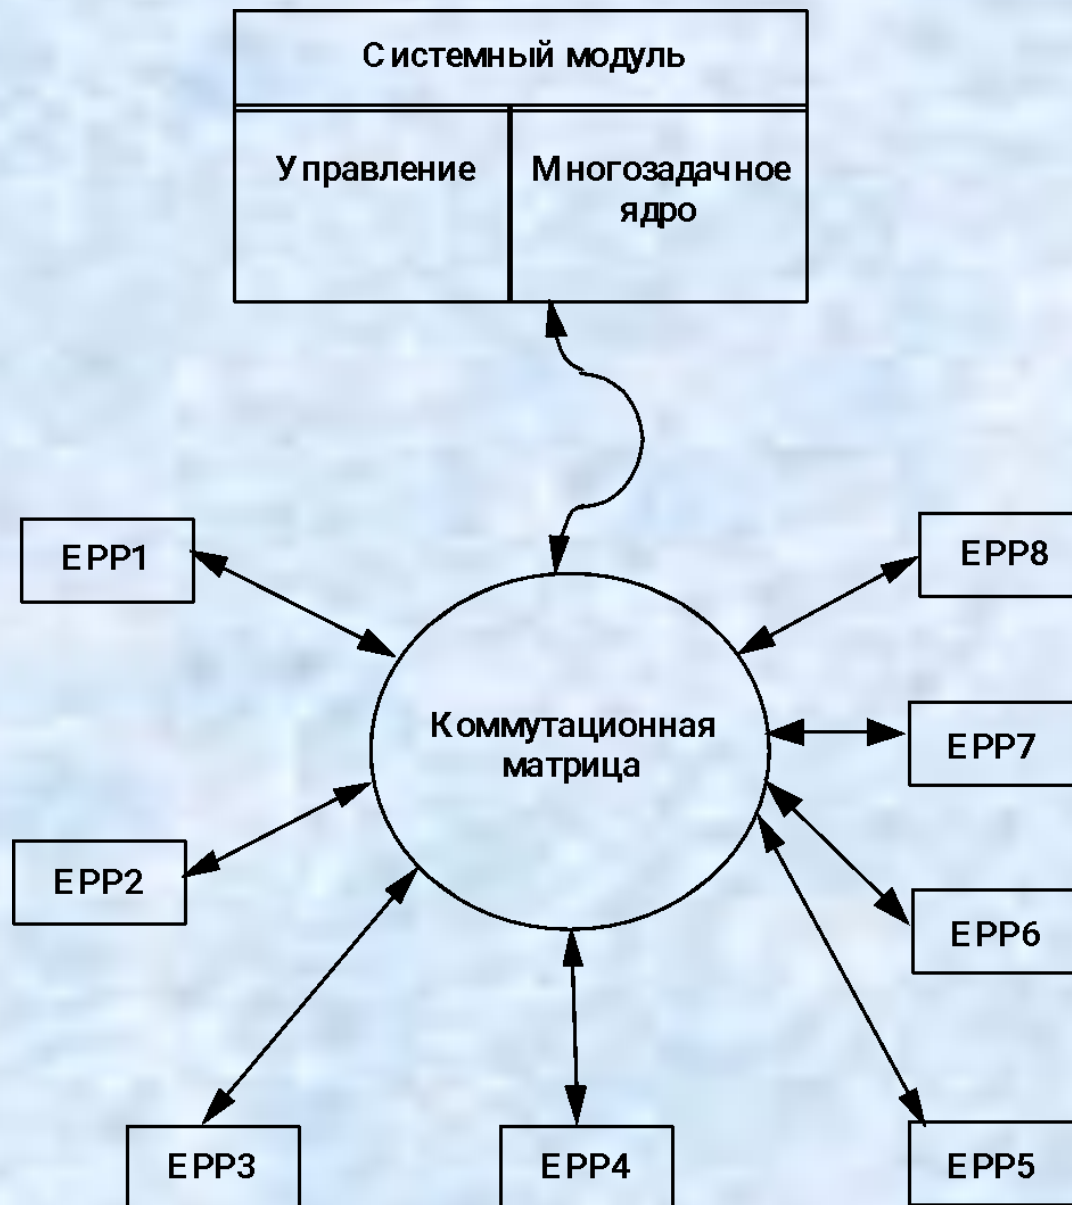 Системный модуль
Управление
Многозадачное
ядро
EPP1
EPP8
Коммутационная
матрица
EPP7
EPP2
EPP6
EPP3
EPP4
EPP5